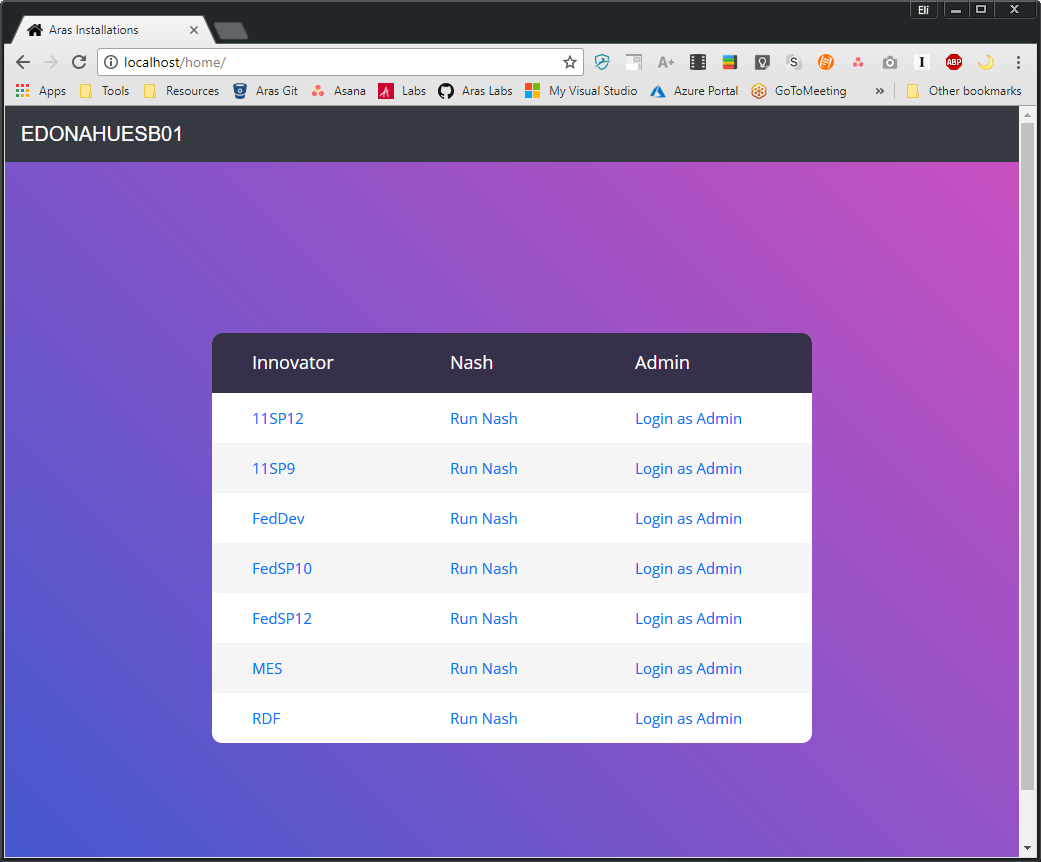 Eli
Aras Installations
localhost/home/
A+ S I ABP
Apps Tools Resources Aras Git Asana Labs Aras Labs My Visual Studio Azure Portal GoToMeeting » Other bookmarks
EDONAHUESB01
Innovator Nash Admin
11SP12 Run Nash Login as Admin
11SP9 Run Nash Login as Admin
FedDev Run Nash Login as Admin
FedSP10 Run Nash Login as Admin
FedSP12 Run Nash Login as Admin
MES Run Nash Login as Admin
RDF Run Nash Login as Admin